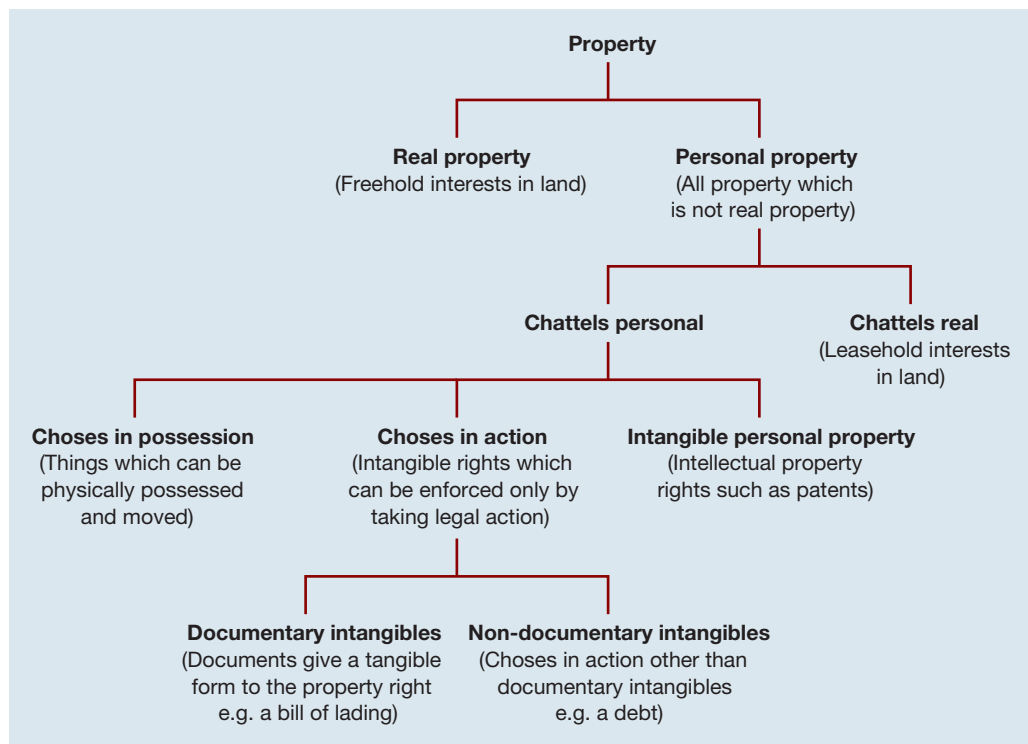 Property
Real property
(Freehold interests in land)
Personal property
(All property which
is not real property)
Chattels personal
Chattels real
(Leasehold interests
in land)
Choses in possession
(Things which can be
physically possessed
and moved)
Choses in action
(Intangible rights which
can be enforced only by
taking legal action)
Intangible personal property
(Intellectual property
rights such as patents)
Documentary intangibles
(Documents give a tangible
form to the property right
e.g. a bill of lading)
Non-documentary intangibles
(Choses in action other than
documentary intangibles
e.g. a debt)